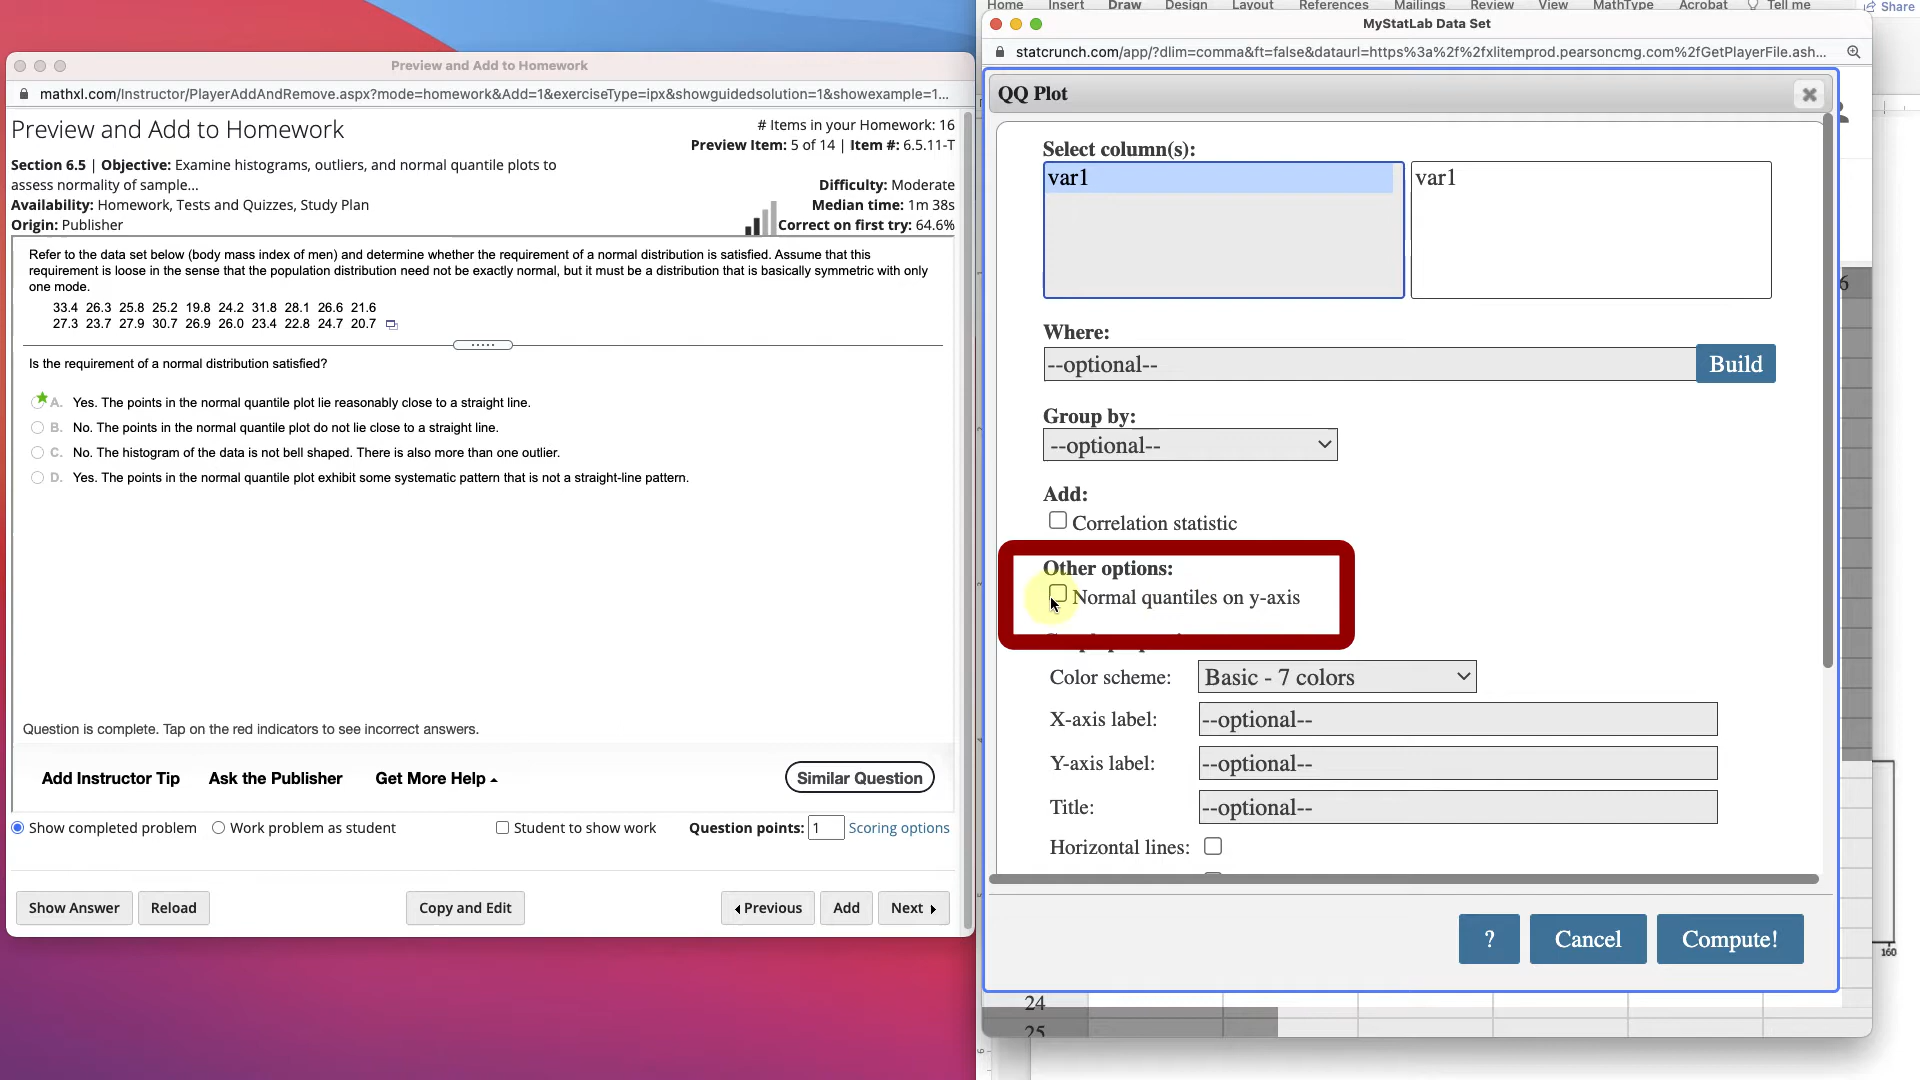 Home Insert Draw Design Layout References Mailings Review View MathType Acrobat Tell me Share
Preview and Add to Homework
mathxl.com/Instructor/PlayerAddAndRemove.aspx?mode=homework&Add=1&exerciseType=ipx&showguidedsolution=1&showexample=1...
Preview and Add to Homework
# Items in your Homework: 16
Preview Item: 5 of 14 | Item #: 6.5.11-T
Section 6.5 | Objective: Examine histograms, outliers, and normal quantile plots to
assess normality of sample...
Difficulty: Moderate
Availability: Homework, Tests and Quizzes, Study Plan
Median time: 1m 38s
Origin: Publisher
Correct on first try: 64.6%
Refer to the data set below (body mass index of men) and determine whether the requirement of a normal distribution is satisfied. Assume that this
requirement is loose in the sense that the population distribution need not be exactly normal, but it must be a distribution that is basically symmetric with only
one mode.
33.4 26.3 25.8 25.2 19.8 24.2 31.8 28.1 26.6 21.6
27.3 23.7 27.9 30.7 26.9 26.0 23.4 22.8 24.7 20.7
Is the requirement of a normal distribution satisfied?
A. Yes. The points in the normal quantile plot lie reasonably close to a straight line.
B. No. The points in the normal quantile plot do not lie close to a straight line.
C. No. The histogram of the data is not bell shaped. There is also more than one outlier.
D. Yes. The points in the normal quantile plot exhibit some systematic pattern that is not a straight-line pattern.
Question is complete. Tap on the red indicators to see incorrect answers.
Add Instructor Tip Ask the Publisher Get More Help Similar Question
Show completed problem Work problem as student Student to show work Question points: 1 Scoring options
Show Answer Reload Copy and Edit Previous Add Next
MyStatLab Data Set
statcrunch.com/app/?dlim=comma&ft=false&dataurl=https%3a%2f%2fxlitemprod.pearsoncmg.com%2fGetPlayerFile.ash...
QQ Plot
Select column(s):
var1 var1
Where:
--optional-- Build
Group by:
--optional--
Add:
Correlation statistic
Other options:
Normal quantiles on y-axis
Color scheme: Basic - 7 colors
X-axis label: --optional--
Y-axis label: --optional--
Title: --optional--
Horizontal lines:
? Cancel Compute!
24
25
6
160